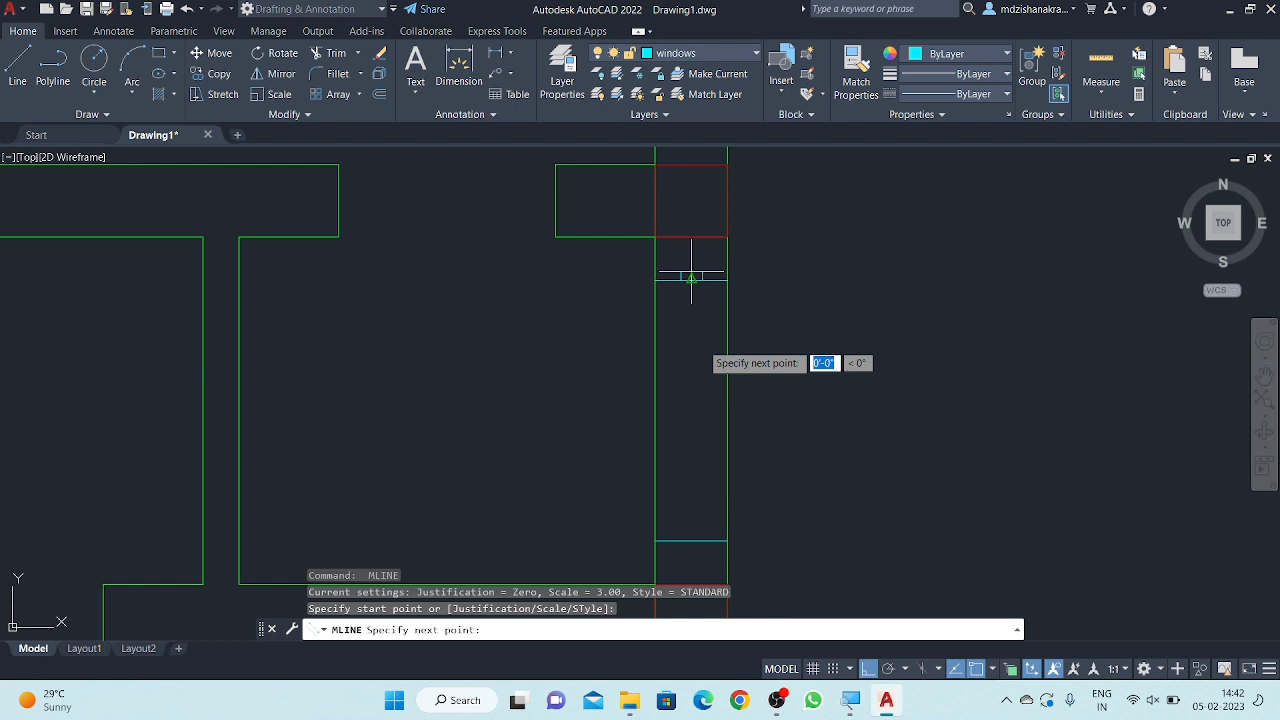 Drafting & Annotation
Share
Autodesk AutoCAD 2022 Drawing1.dwg
Type a keyword or phrase
mdzishanakra...
Home
Insert
Annotate
Parametric
View
Manage
Output
Add-ins
Collaborate
Express Tools
Featured Apps
Line
Polyline
Circle
Arc
Move
Rotate
Trim
Copy
Mirror
Fillet
Stretch
Scale
Array
Text
Dimension
Table
Layer
Properties
windows
Make Current
Match Layer
Insert
Match
Properties
ByLayer
ByLayer
ByLayer
Group
Measure
Paste
Base
Draw
Modify
Annotation
Layers
Block
Properties
Groups
Utilities
Clipboard
View
Start
Drawing1*
[−][Top][2D Wireframe]
N
W
TOP
E
S
WCS
Specify next point:
0'-0"
< 0°
Command: MLINE
Current settings: Justification = Zero, Scale = 3.00, Style = STANDARD
Specify start point or [Justification/Scale/STyle]:
MLINE Specify next point:
Y
X
Model
Layout1
Layout2
MODEL
1:1
29°C
Sunny
Search
ENG
IN
14:42
05-02-2023